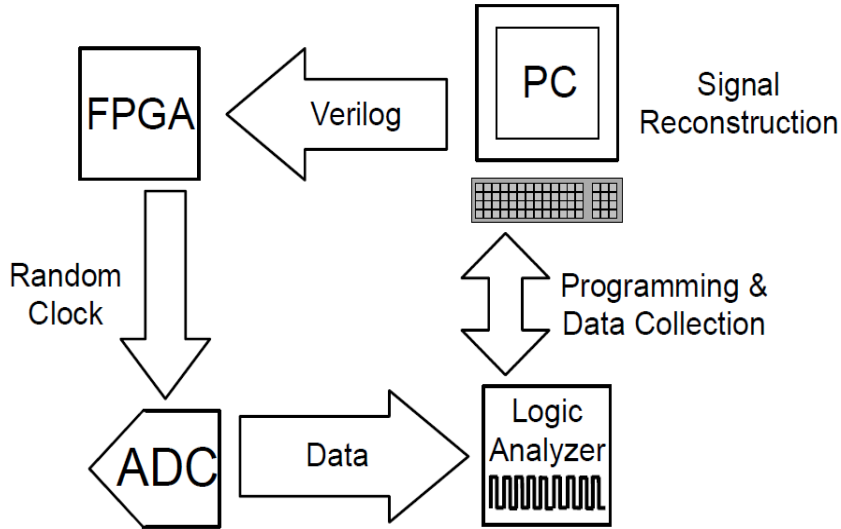 FPGA
Verilog
PC
Signal
Reconstruction
Random
Clock
Programming &
Data Collection
ADC
Data
Logic
Analyzer